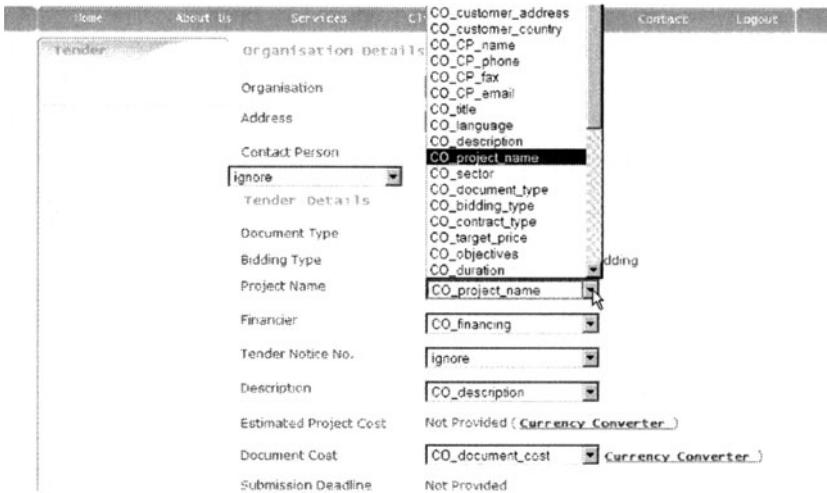 Home About Us Services Contact Logout
Tender
Organisation Details
Organisation
Address
Contact Person
ignore
Tender Details
Document Type
Bidding Type
dding
Project Name
CO_project_name
Financier
CO_financing
Tender Notice No.
ignore
Description
CO_description
Estimated Project Cost
Not Provided ( Currency Converter )
Document Cost
CO_document_cost
Currency Converter )
Submission Deadline
Not Provided
CO_customer_address
CO_customer_country
CO_CP_name
CO_CP_phone
CO_CP_fax
CO_CP_email
CO_title
CO_language
CO_description
CO_project_name
CO_sector
CO_document_type
CO_bidding_type
CO_contract_type
CO_target_price
CO_objectives
CO_duration